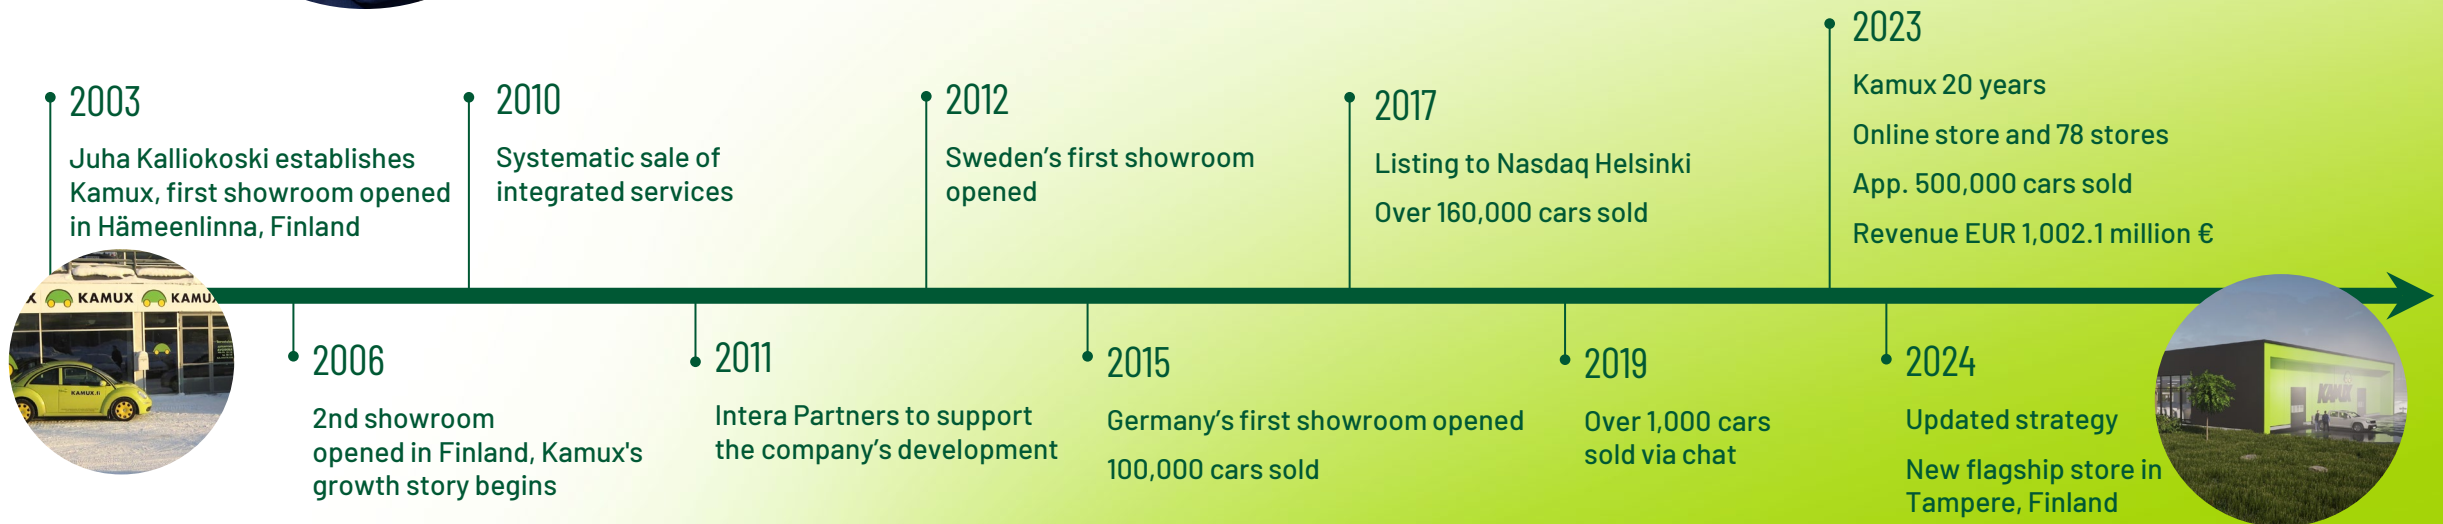 2003
Juha Kalliokoski establishes
Kamux, first showroom opened
in Hämeenlinna, Finland
2006
2nd showroom
opened in Finland, Kamux's
growth story begins
2010
Systematic sale of
integrated services
2011
Intera Partners to support
the company’s development
2012
Sweden’s first showroom
opened
2015
Germany’s first showroom opened
100,000 cars sold
2017
Listing to Nasdaq Helsinki
Over 160,000 cars sold
2019
Over 1,000 cars
sold via chat
2023
Kamux 20 years
Online store and 78 stores
App. 500,000 cars sold
Revenue EUR 1,002.1 million €
2024
Updated strategy
New flagship store in
Tampere, Finland
X KAMUX KAMUX
KAMUX.fi
KAMUX